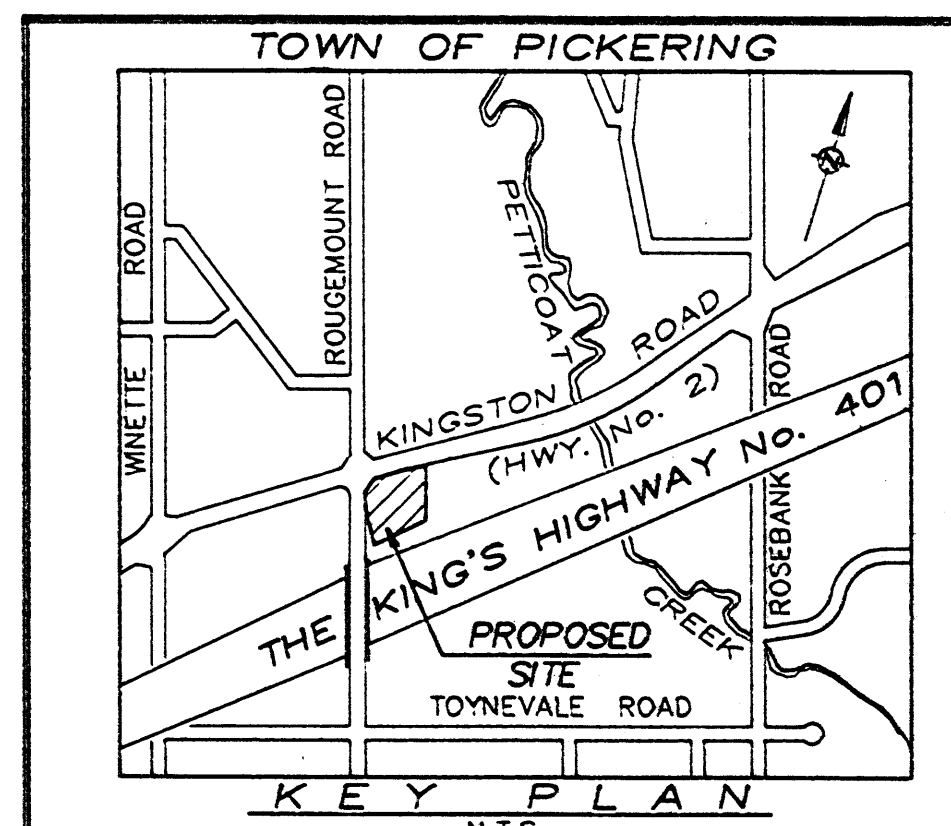 TOWN OF PICKERING
WINETTE ROAD
ROUGEMOUNT ROAD
PETTICOAT
KINGSTON ROAD
(HWY. No. 2)
ROSEBANK ROAD
THE KING'S HIGHWAY No. 401
CREEK
PROPOSED
SITE
TOYNEVALE ROAD
KEY PLAN